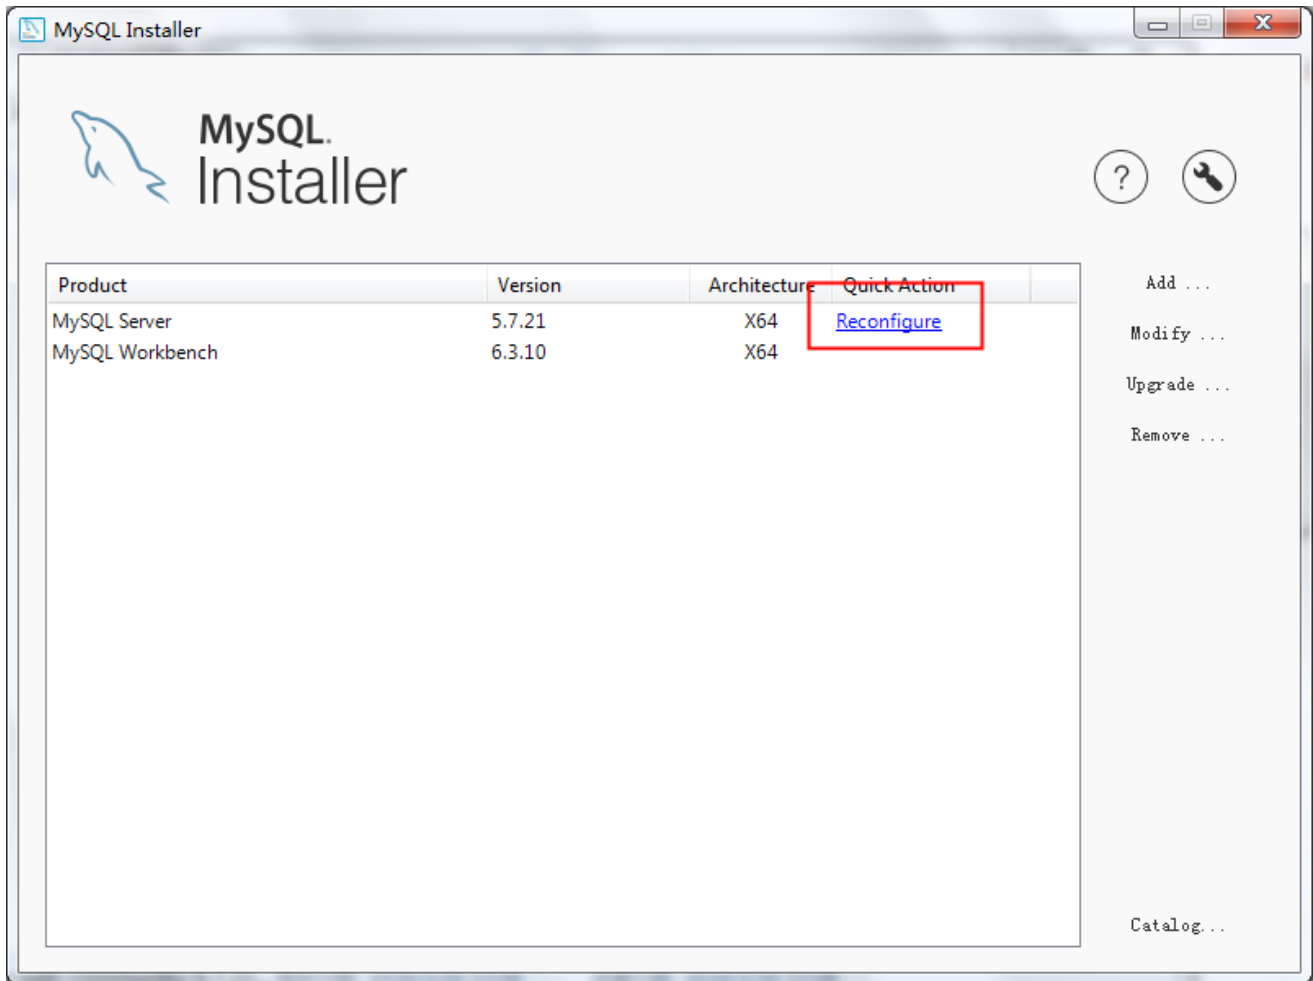 MySQL Installer
MySQL.
Installer
?
Product Version Architecture Quick Action
MySQL Server 5.7.21 X64 Reconfigure
MySQL Workbench 6.3.10 X64
Add ...
Modify ...
Upgrade ...
Remove ...
Catalog...